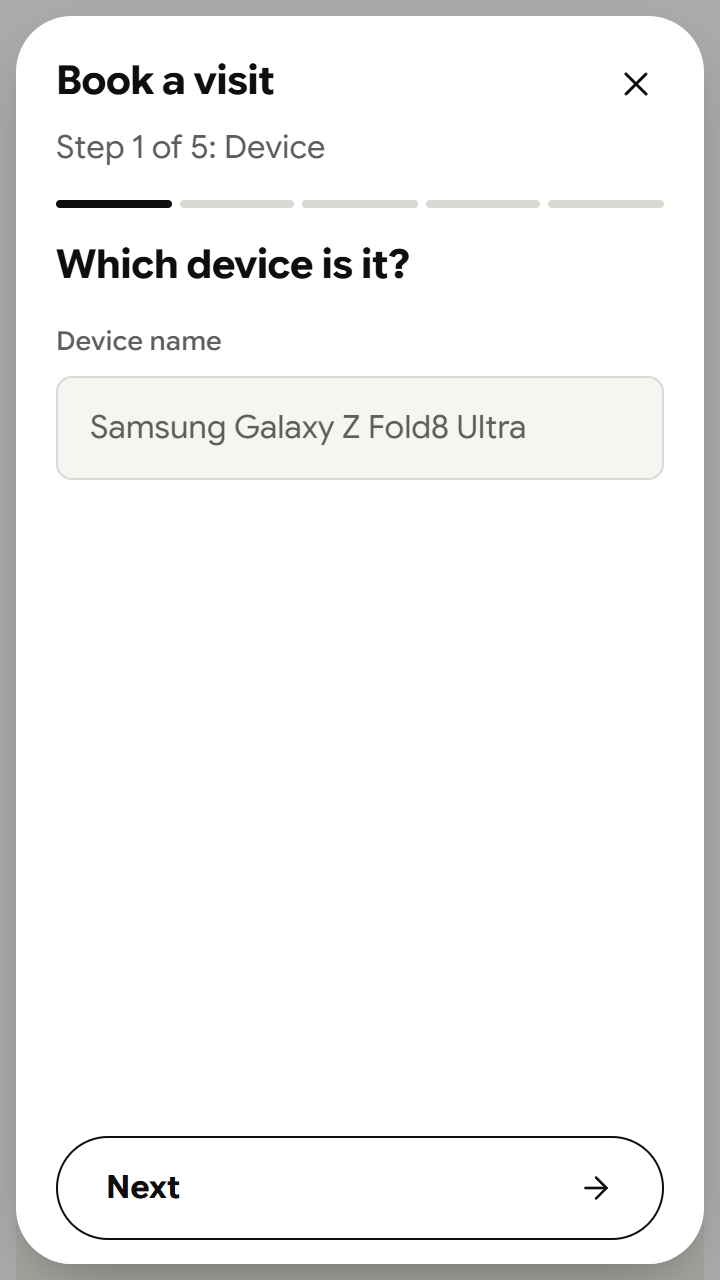 Book a visit
Step 1 of 5: Device
Which device is it?
Device name
Samsung Galaxy Z Fold8 Ultra
Next